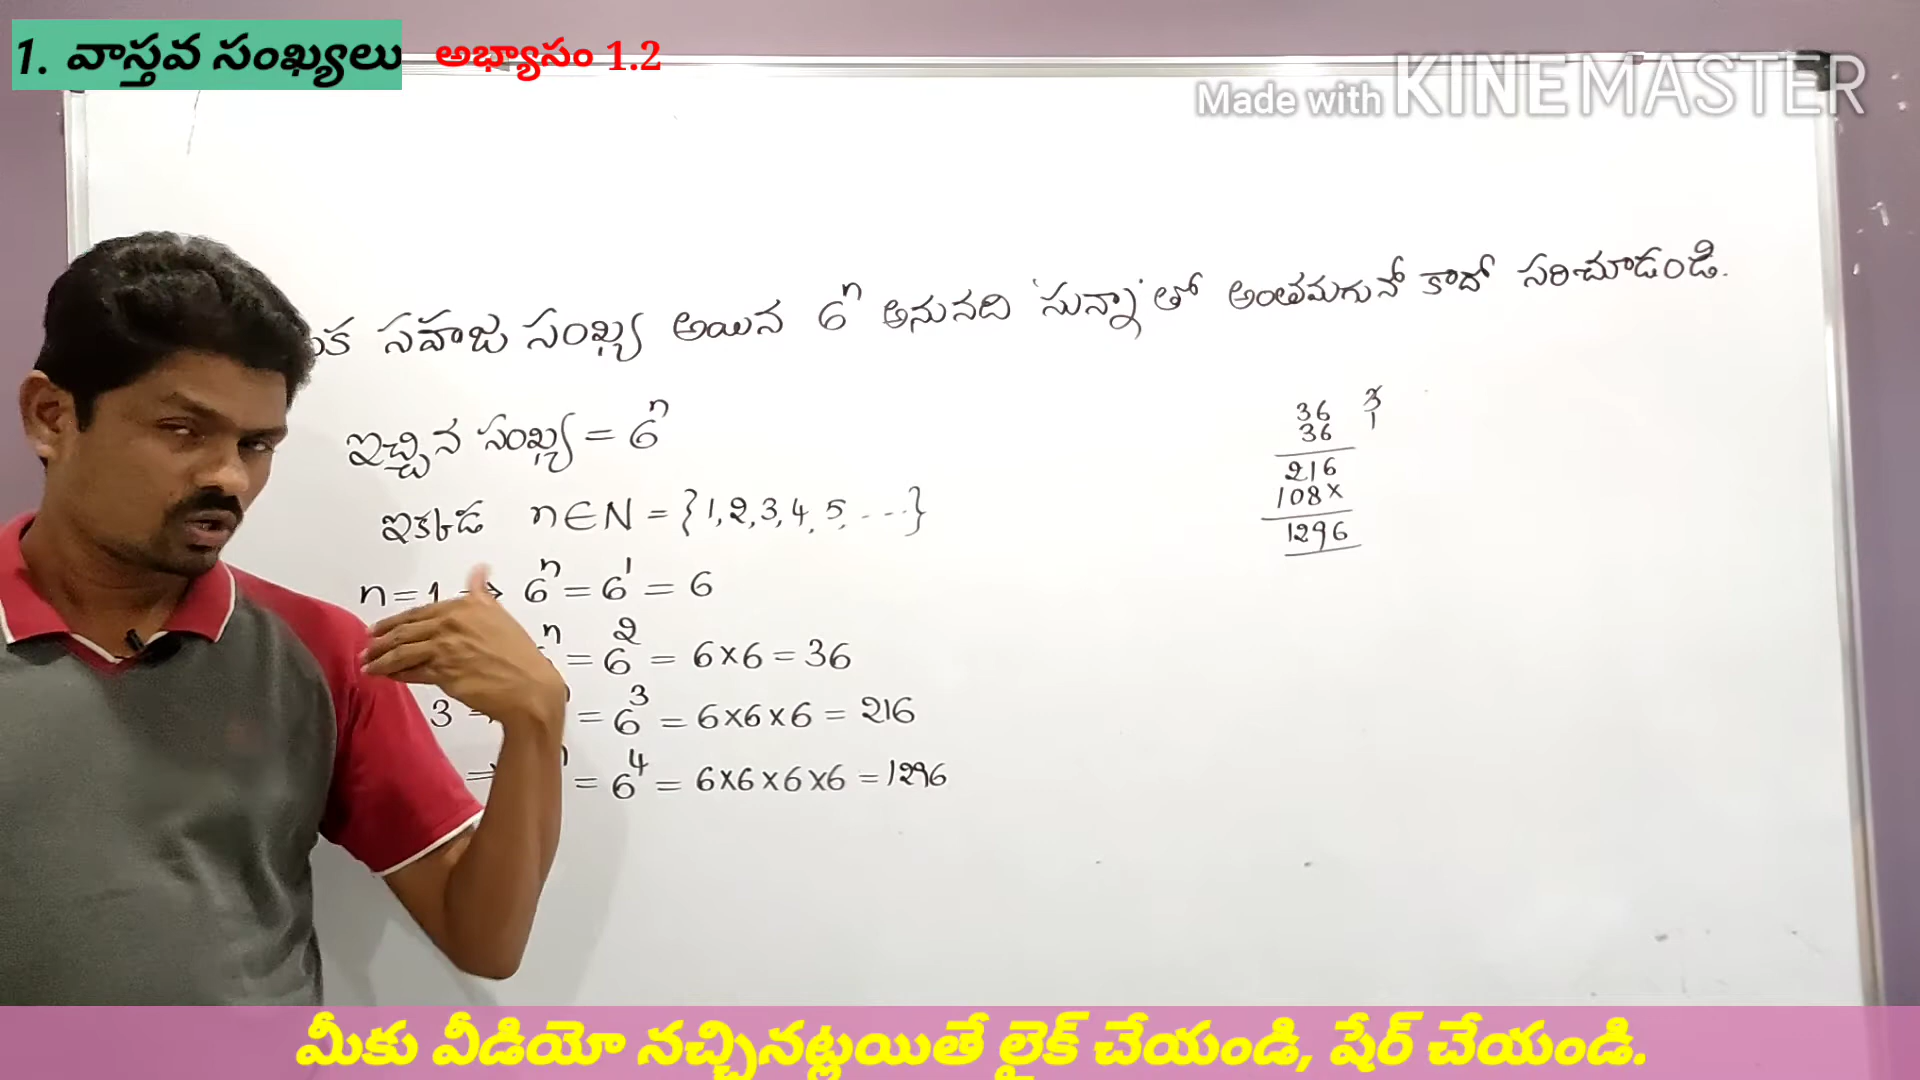 1. వాస్తవ సంఖ్యలు అభ్యాసం 1.2
Made with KINEMASTER
సహజ సంఖ్య అయిన 6ⁿ అనునది 'సున్నా' తో అంతమగునో కాదో సరిచూడండి.
ఇచ్చిన సంఖ్య = 6ⁿ
ఇక్కడ n∈N = {1, 2, 3, 4, 5, ...}
n=1 ⇒ 6ⁿ = 6¹ = 6
ⁿ = 6² = 6×6 = 36
3 ⇒ = 6³ = 6×6×6 = 216
⇒ ⁿ = 6⁴ = 6×6×6×6 = 1296
36
36
216
108×
1296
మీకు వీడియో నచ్చినట్లయితే లైక్ చేయండి, షేర్ చేయండి.